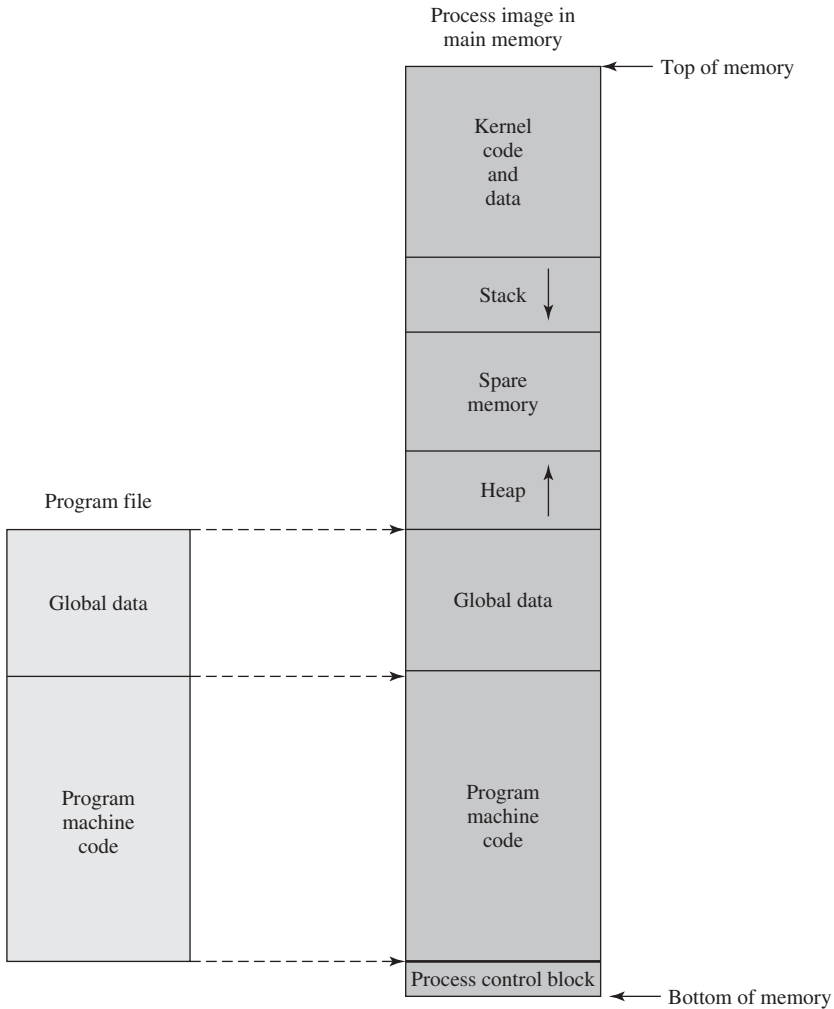 Process image in
main memory
Top of memory
Kernel
code
and
data
Stack
Spare
memory
Heap
Program file
Global data
Global data
Program
machine
code
Program
machine
code
Process control block
Bottom of memory